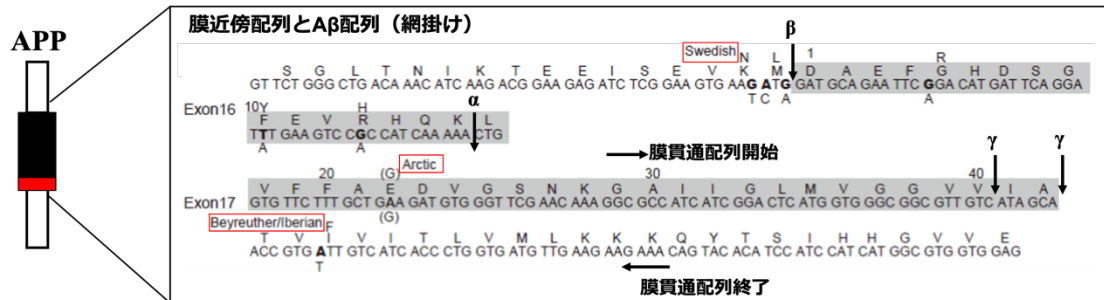 APP
膜近傍配列とAβ配列（網掛け）
β
Swedish N L 1 R
S G L T N I K T E E I S E V K M D A E F G H D S G
GT TCT GGG CTG ACA AAC ATC AAG ACG GAA GAG ATC TCT GGA AGT GAA GATG GAT GCA GAA TTC GGA CAT GAT TCA GGA
T C A A
Exon16
10 Y H α
F E V R H Q K L
TTT GAA GTC CGC CAT CAA AAA CTG
A A
膜貫通配列開始
γ γ
20 (G) Arctic 30 40
V F F A E D V G S N K G A I I G L M V G G V V I A
Exon17 GTG TTC TTT GCT GAA GAT GTG GGT TCG AAC AAA GGC GCC ATC ATC GGA CTC ATG GTG GGC GGC GTT GTC ATA GCA
(G)
Beyreuther/Iberian F
T V I V I T L V M L K K K Q Y T S I H H G V V E
ACC GTG ATT GTC ATC ACC CTG GTG ATG TTG AAG AAG AAA CAG TAC ACA TCC ATC CAT CAT GGC GTG GTG GAG
T
膜貫通配列終了